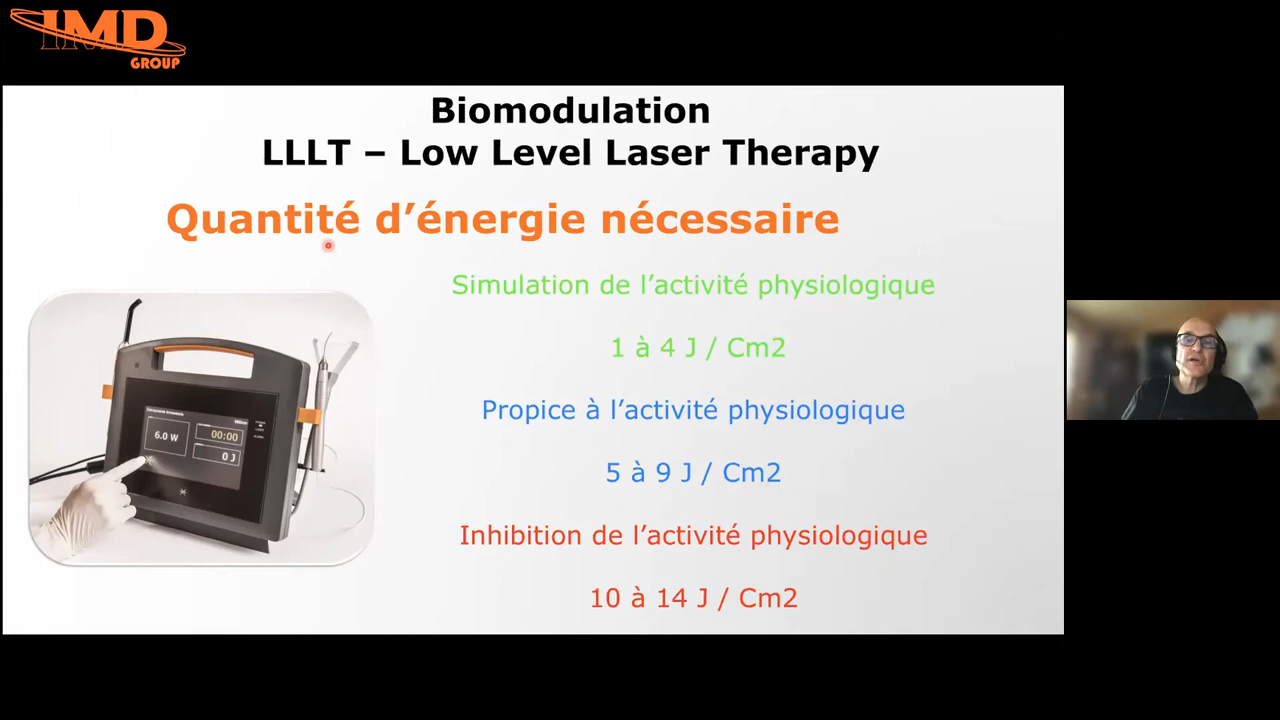 IMD
GROUP
Biomodulation
LLLT – Low Level Laser Therapy
Quantité d’énergie nécessaire
Simulation de l’activité physiologique
1 à 4 J / Cm2
Propice à l’activité physiologique
5 à 9 J / Cm2
Inhibition de l’activité physiologique
10 à 14 J / Cm2
6.0 W
00:00
0 J